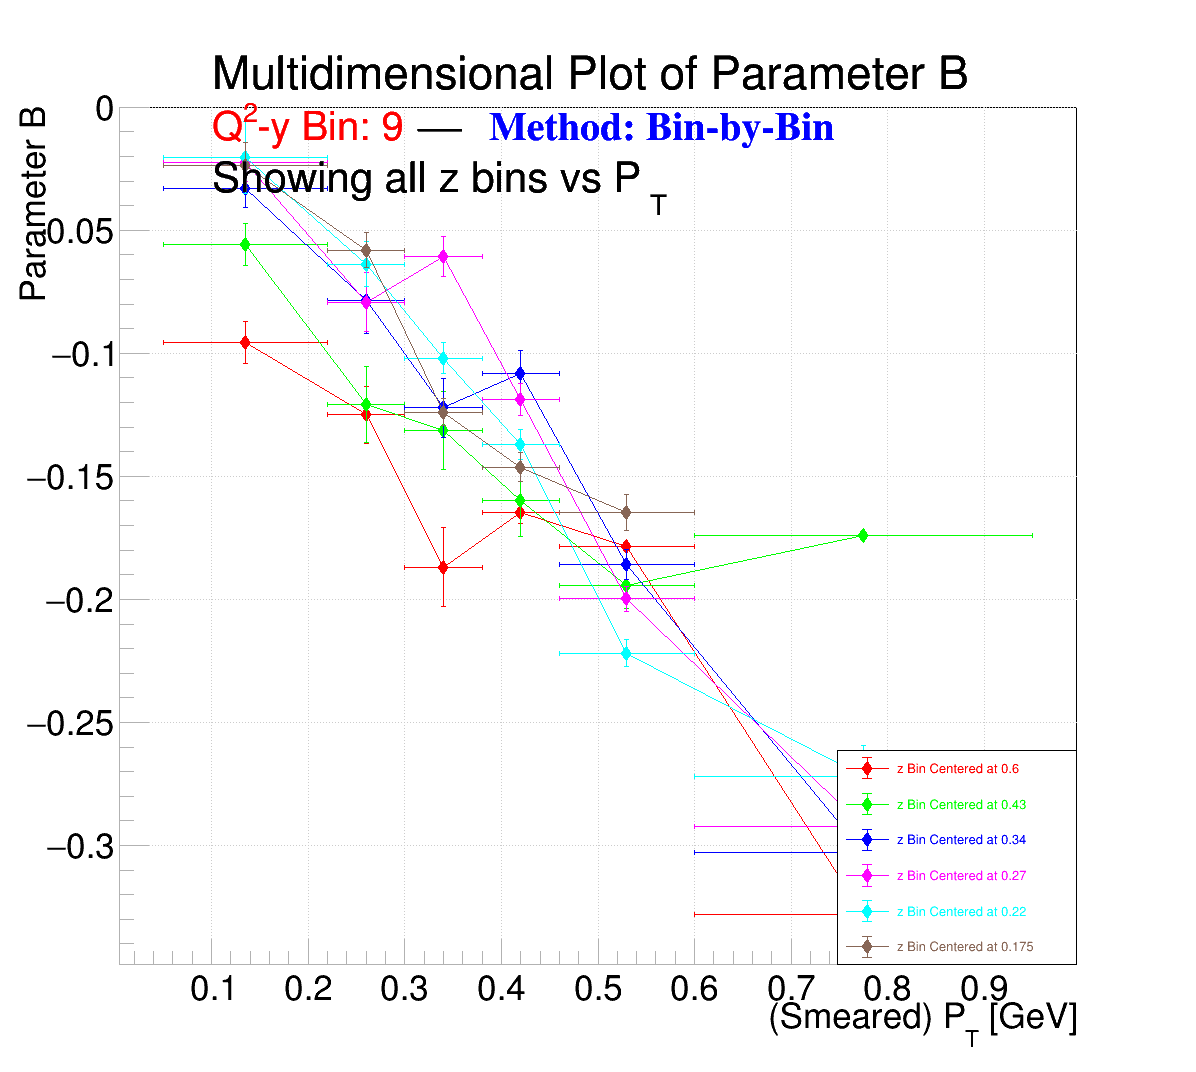 Multidimensional Plot of Parameter B
Q²-y Bin: 9 — Method: Bin-by-Bin
Showing all z bins vs P_T
Parameter B
0
−0.05
−0.1
−0.15
−0.2
−0.25
−0.3
z Bin Centered at 0.6
z Bin Centered at 0.43
z Bin Centered at 0.34
z Bin Centered at 0.27
z Bin Centered at 0.22
z Bin Centered at 0.175
0.1 0.2 0.3 0.4 0.5 0.6 0.7 0.8 0.9
(Smeared) P_T [GeV]